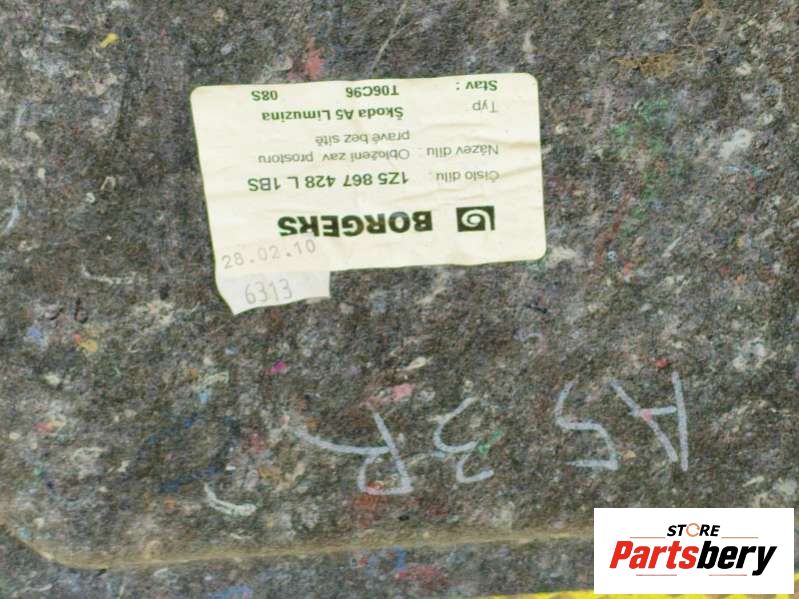 BORGERS
Číslo dílu : 1Z5 867 428 L 1BS
Název dílu : Obložení zav. prostoru
pravé bez sítě
Typ Škoda A5 Limuzina
Stav : T06C96 08S
28.02.10
6313
A5 3R
STORE
Partsbery